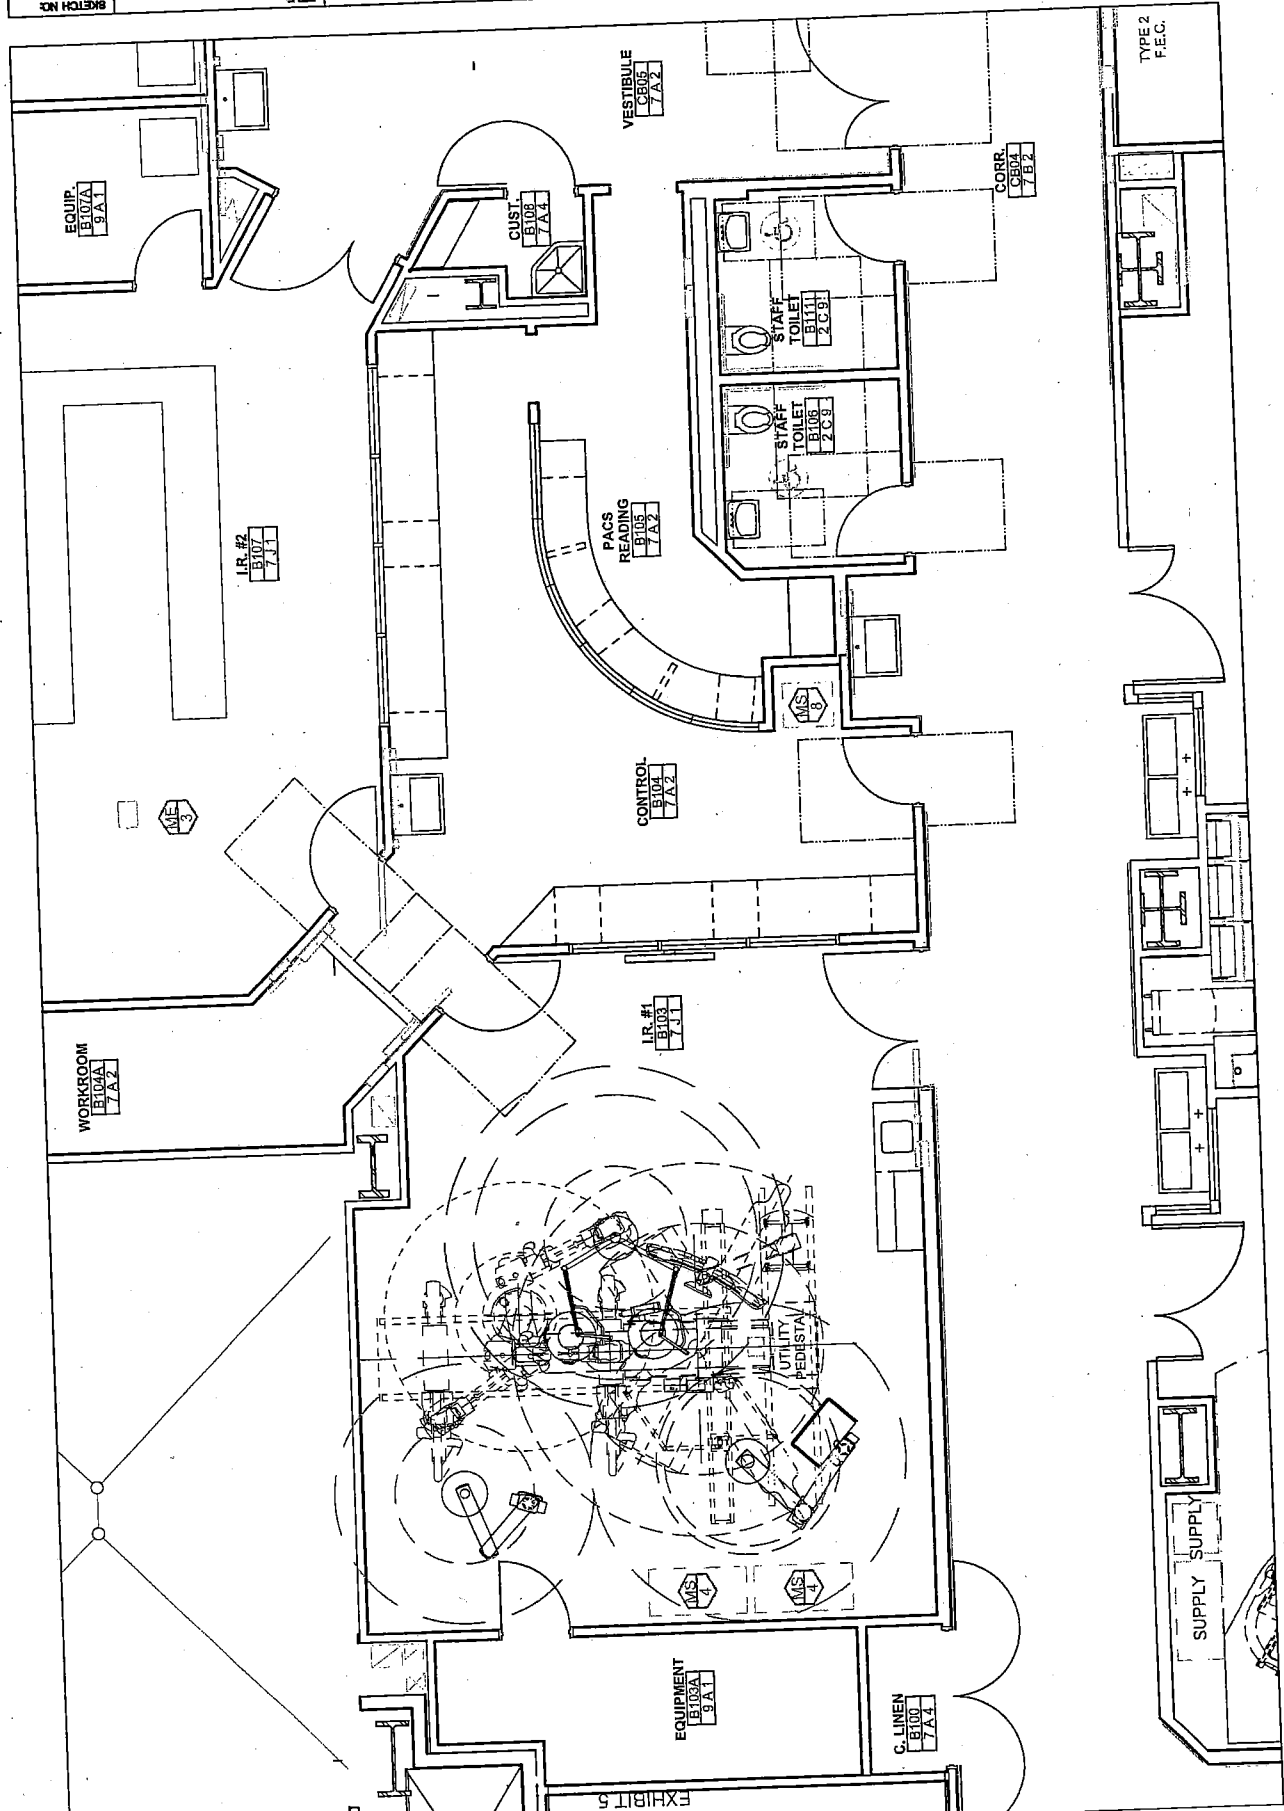 SKETCH NO:
TYPE 2
F.E.C.
VESTIBULE
CB05
7 A 2
EQUIP.
B107A
9 A 1
CORR.
CB04
7 B 2
CUST.
B108
7 A 4
STAFF
TOILET
B111
2 C 9
STAFF
TOILET
B106
2 C 9
I.R. #2
B107
7 J 1
PACS
READING
B105
7 A 2
MS
8
ME
3
CONTROL
B104
7 A 2
I.R. #1
B103
7 J 1
WORKROOM
B104A
7 A 2
UTILITY
PEDESTAL
MS
4
MS
4
SUPPLY
SUPPLY
EQUIPMENT
B103A
9 A 1
C. LINEN
B100
7 A 4
EXHIBIT 5